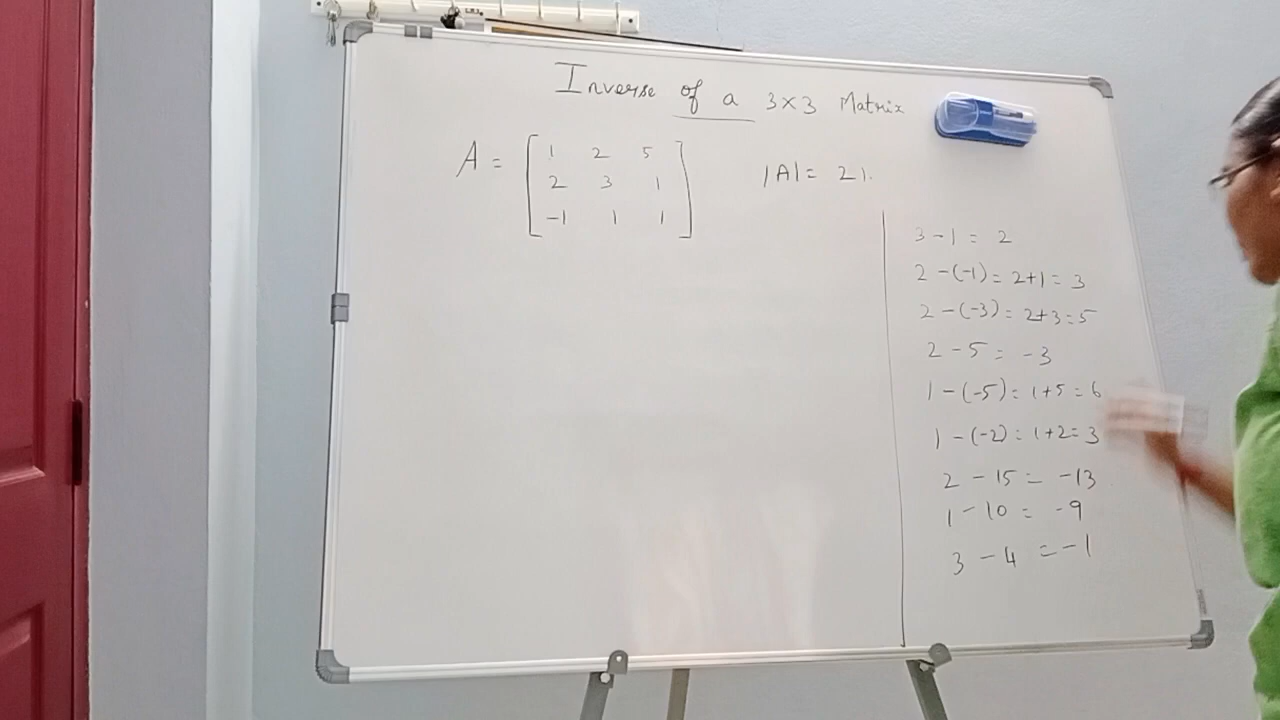 Inverse of a 3×3 Matrix
A = [ 1 2 5
2 3 1
-1 1 1 ]
|A| = 21.
3 - 1 = 2
2 - (-1) = 2+1 = 3
2 - (-3) = 2+3 = 5
2 - 5 = -3
1 - (-5) = 1+5 = 6
1 - (-2) = 1+2 = 3
2 - 15 = -13
1 - 10 = -9
3 - 4 = -1